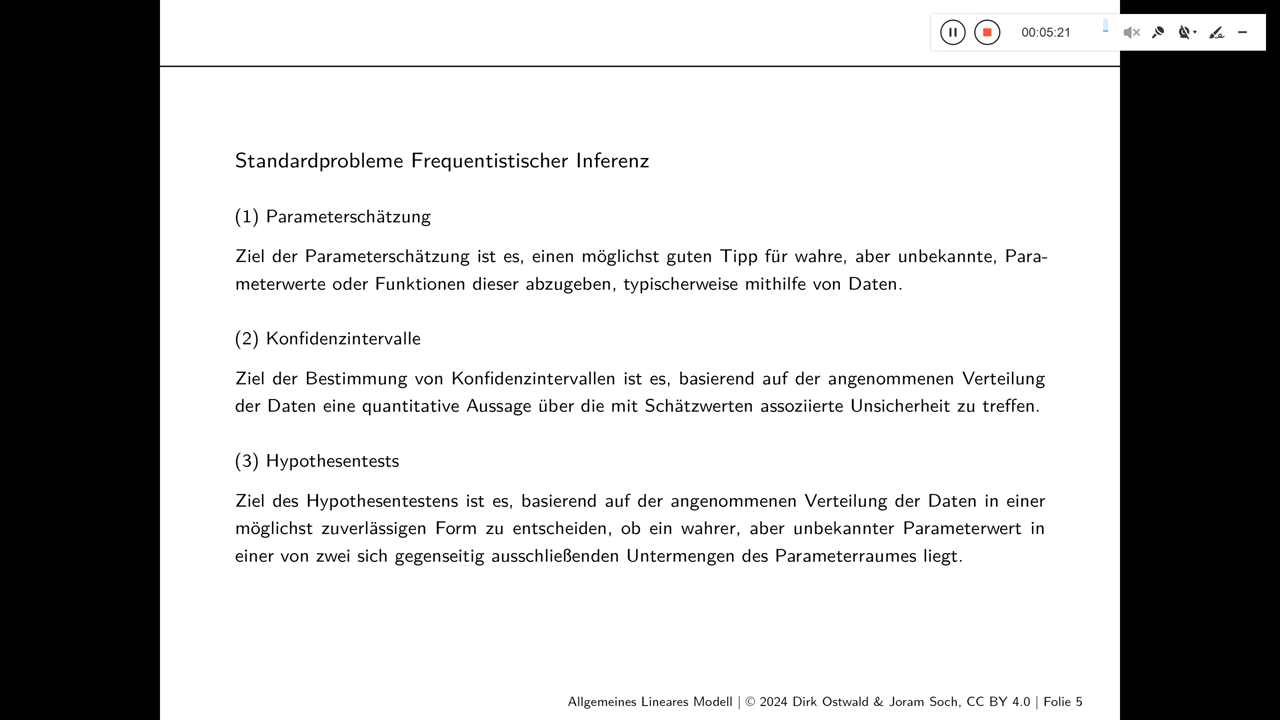 00:05:21
Standardprobleme Frequentistischer Inferenz
(1) Parameterschätzung
Ziel der Parameterschätzung ist es, einen möglichst guten Tipp für wahre, aber unbekannte, Para-
meterwerte oder Funktionen dieser abzugeben, typischerweise mithilfe von Daten.
(2) Konfidenzintervalle
Ziel der Bestimmung von Konfidenzintervallen ist es, basierend auf der angenommenen Verteilung
der Daten eine quantitative Aussage über die mit Schätzwerten assoziierte Unsicherheit zu treffen.
(3) Hypothesentests
Ziel des Hypothesentestens ist es, basierend auf der angenommenen Verteilung der Daten in einer
möglichst zuverlässigen Form zu entscheiden, ob ein wahrer, aber unbekannter Parameterwert in
einer von zwei sich gegenseitig ausschließenden Untermengen des Parameterraumes liegt.
Allgemeines Lineares Modell | © 2024 Dirk Ostwald & Joram Soch, CC BY 4.0 | Folie 5